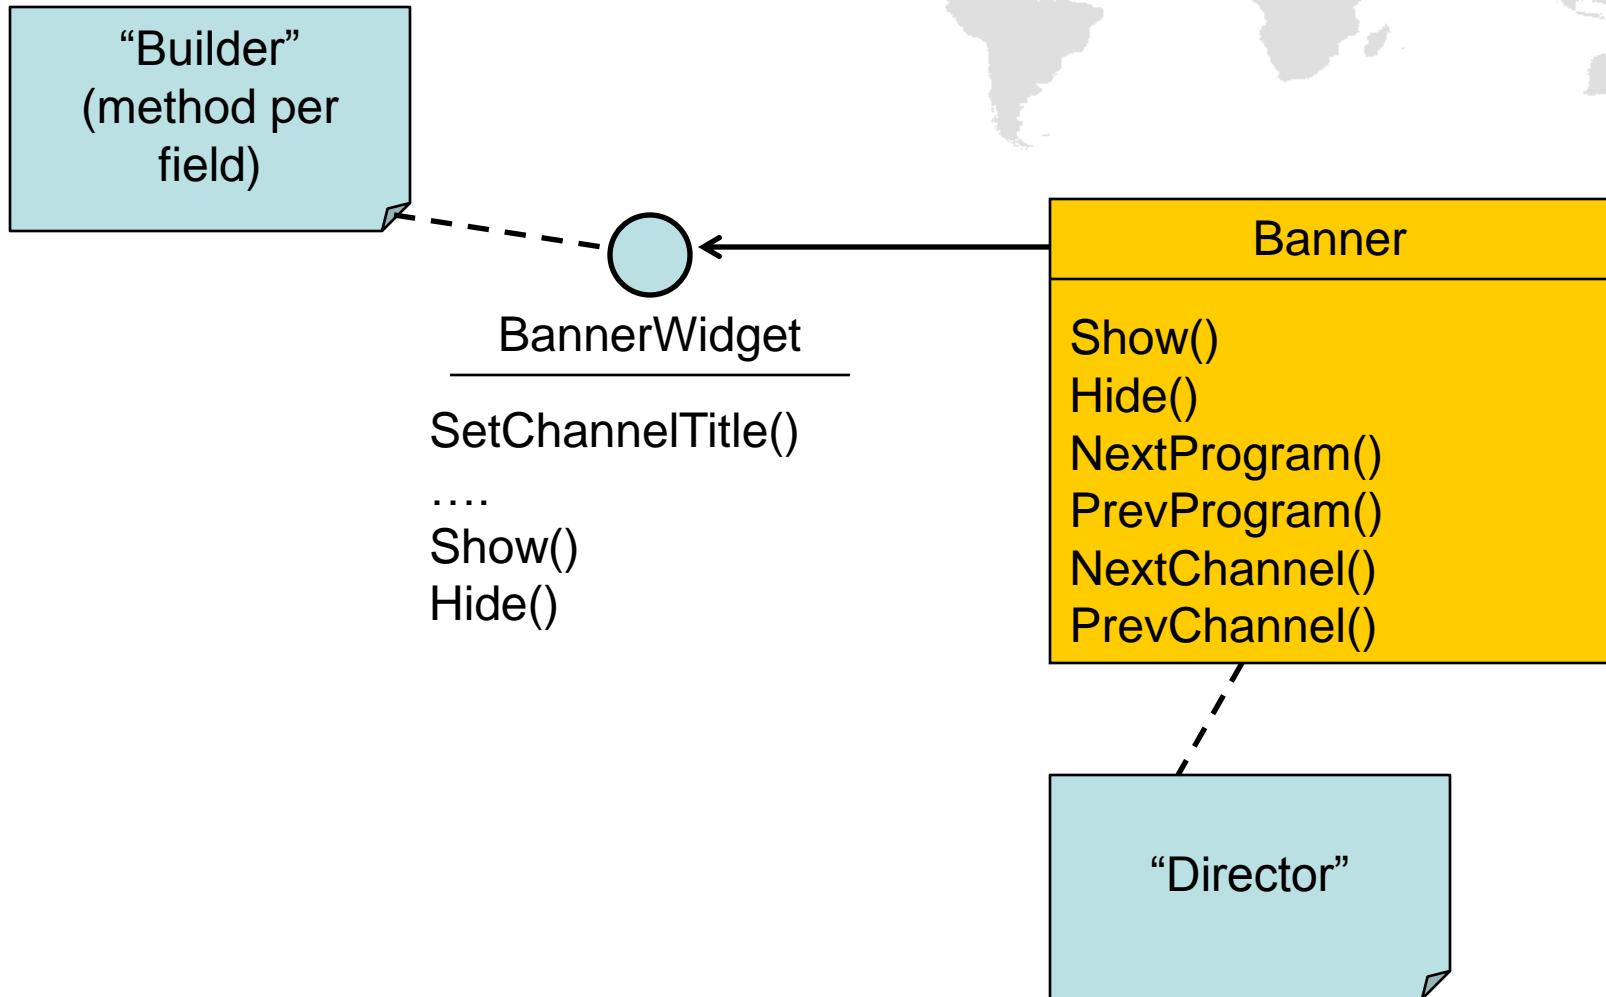 “Builder”
(method per
field)
Banner
BannerWidget
SetChannelTitle()
….
Show()
Hide()
Show()
Hide()
NextProgram()
PrevProgram()
NextChannel()
PrevChannel()
“Director”